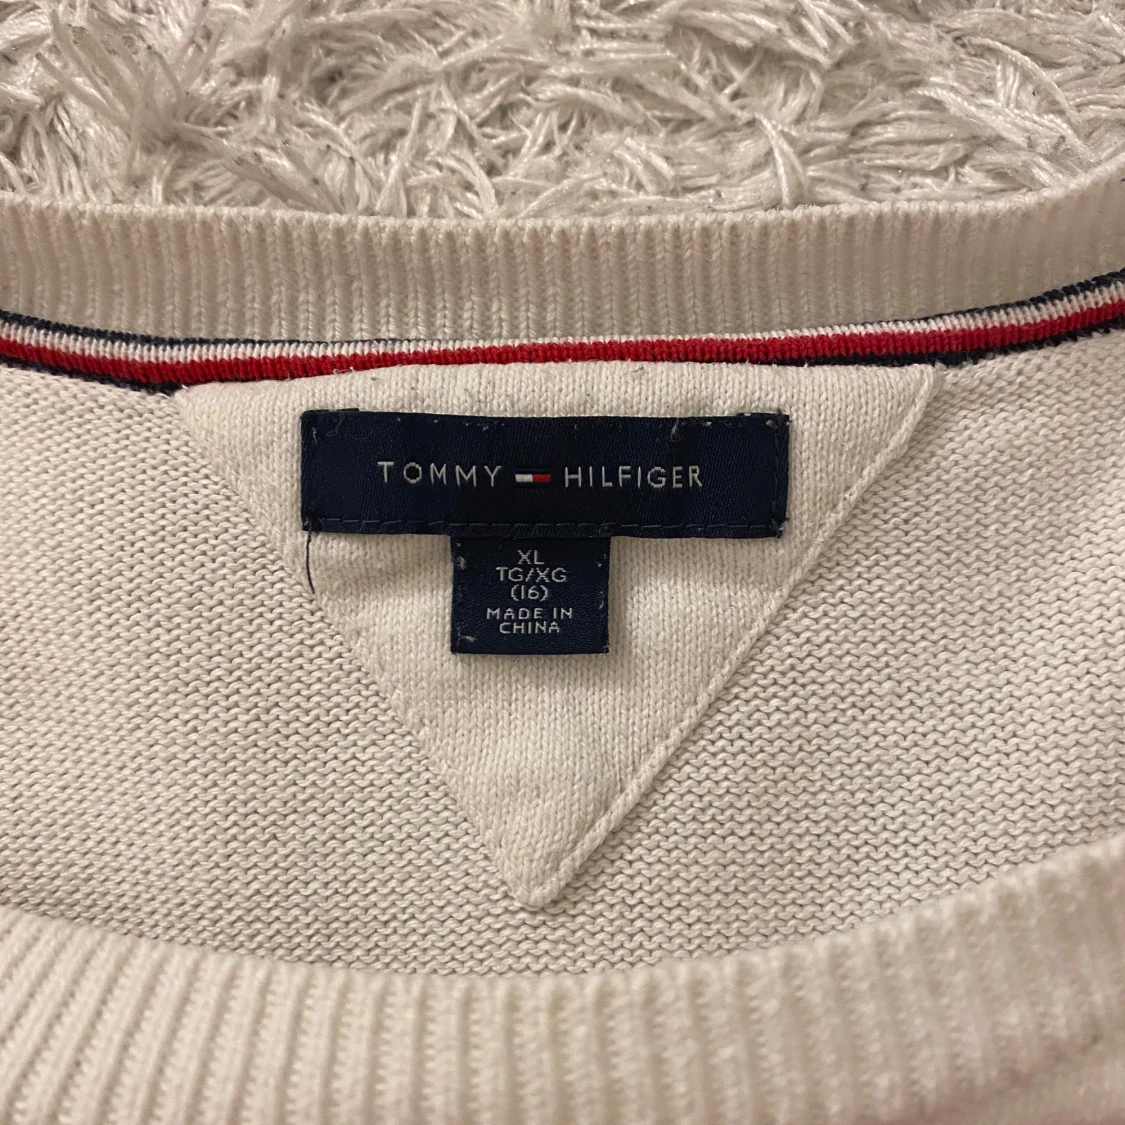 TOMMY HILFIGER
XL
TG/XG
(16)
MADE IN
CHINA